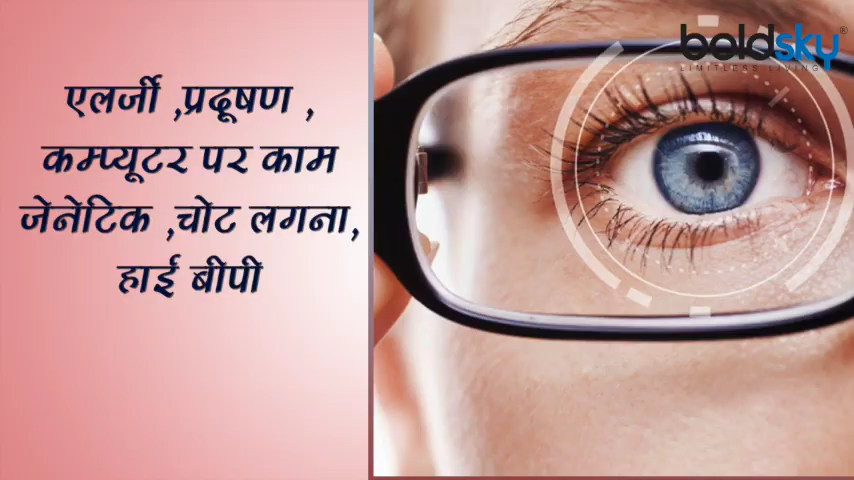 एलर्जी ,प्रदूषण ,
कम्प्यूटर पर काम
जेनेटिक ,चोट लगना,
हाई बीपी
boldsky®
LIMITLESS LIVING